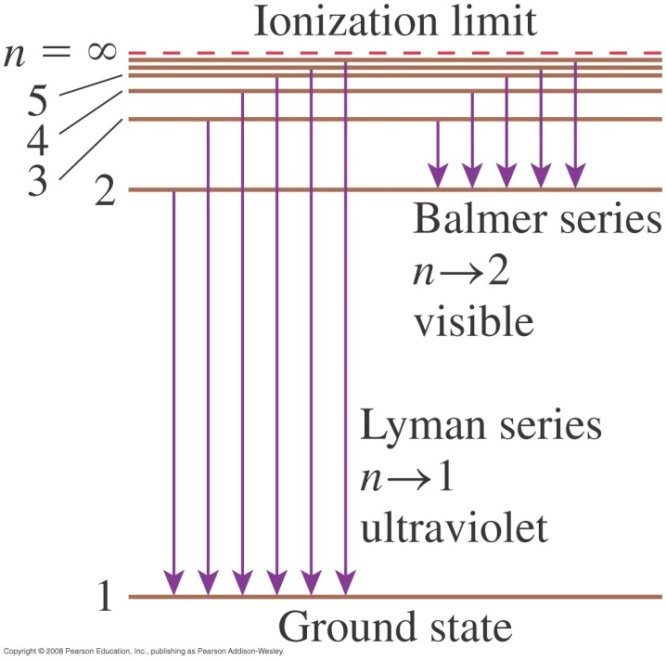 Ionization limit
n = ∞
5
4
3
2
Balmer series
n→2
visible
Lyman series
n→1
ultraviolet
1
Ground state
Copyright © 2008 Pearson Education, Inc., publishing as Pearson Addison-Wesley.